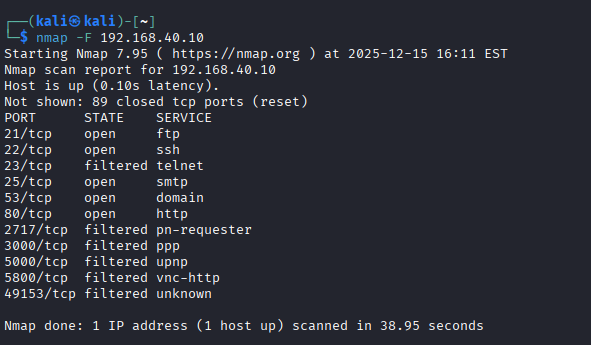 ┌──(kali㉿kali)-[~]
└─$ nmap -F 192.168.40.10
Starting Nmap 7.95 ( https://nmap.org ) at 2025-12-15 16:11 EST
Nmap scan report for 192.168.40.10
Host is up (0.10s latency).
Not shown: 89 closed tcp ports (reset)
PORT      STATE    SERVICE
21/tcp    open     ftp
22/tcp    open     ssh
23/tcp    filtered telnet
25/tcp    open     smtp
53/tcp    open     domain
80/tcp    open     http
2717/tcp  filtered pn-requester
3000/tcp  filtered ppp
5000/tcp  filtered upnp
5800/tcp  filtered vnc-http
49153/tcp filtered unknown
Nmap done: 1 IP address (1 host up) scanned in 38.95 seconds